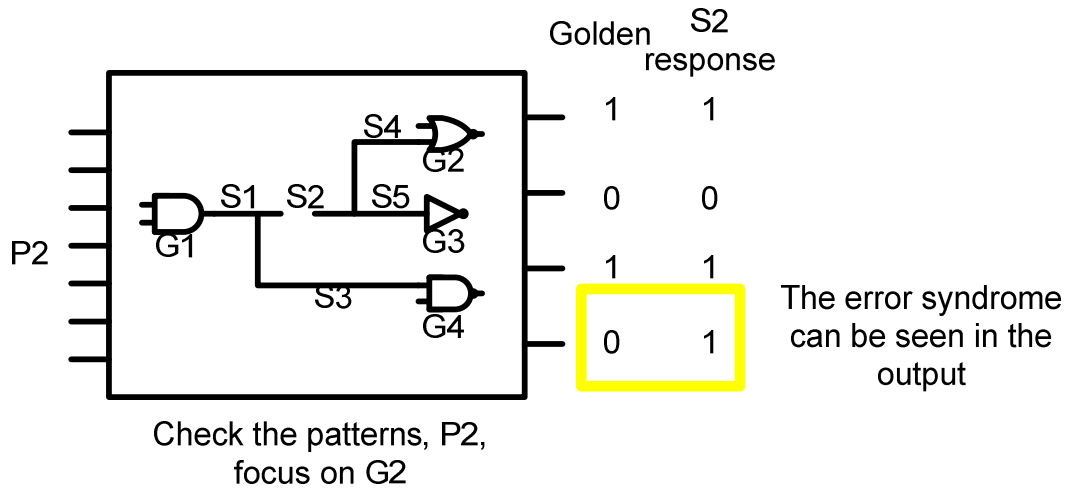 Golden
S2
response
1 1
S4
G2
0 0
S1 S2 S5
G1
G3
P2
1 1
S3
G4
The error syndrome
can be seen in the
output
0 1
Check the patterns, P2,
focus on G2